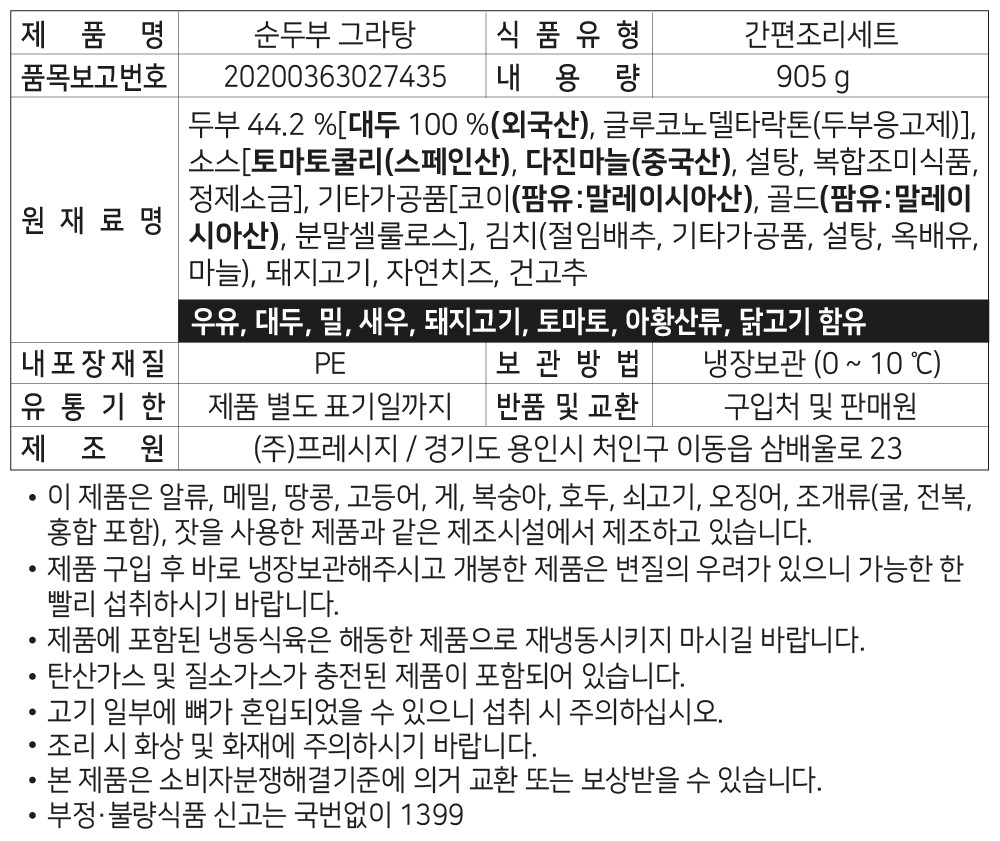 제품명 순두부 그라탕 식품유형 간편조리세트
품목보고번호 20200363027435 내용량 905 g
원재료명
두부 44.2 %[대두 100 %(외국산), 글루코노델타락톤(두부응고제)],
소스[토마토쿨리(스페인산), 다진마늘(중국산), 설탕, 복합조미식품,
정제소금], 기타가공품[코이(팜유:말레이시아산), 골드(팜유:말레이
시아산), 분말셀룰로스], 김치(절임배추, 기타가공품, 설탕, 옥배유,
마늘), 돼지고기, 자연치즈, 건고추
우유, 대두, 밀, 새우, 돼지고기, 토마토, 아황산류, 닭고기 함유
내포장재질 PE 보관방법 냉장보관 (0 ~ 10 ℃)
유통기한 제품 별도 표기일까지 반품 및 교환 구입처 및 판매원
제조원 (주)프레시지 / 경기도 용인시 처인구 이동읍 삼배울로 23
• 이 제품은 알류, 메밀, 땅콩, 고등어, 게, 복숭아, 호두, 쇠고기, 오징어, 조개류(굴, 전복,
홍합 포함), 잣을 사용한 제품과 같은 제조시설에서 제조하고 있습니다.
• 제품 구입 후 바로 냉장보관해주시고 개봉한 제품은 변질의 우려가 있으니 가능한 한
빨리 섭취하시기 바랍니다.
• 제품에 포함된 냉동식육은 해동한 제품으로 재냉동시키지 마시길 바랍니다.
• 탄산가스 및 질소가스가 충전된 제품이 포함되어 있습니다.
• 고기 일부에 뼈가 혼입되었을 수 있으니 섭취 시 주의하십시오.
• 조리 시 화상 및 화재에 주의하시기 바랍니다.
• 본 제품은 소비자분쟁해결기준에 의거 교환 또는 보상받을 수 있습니다.
• 부정·불량식품 신고는 국번없이 1399